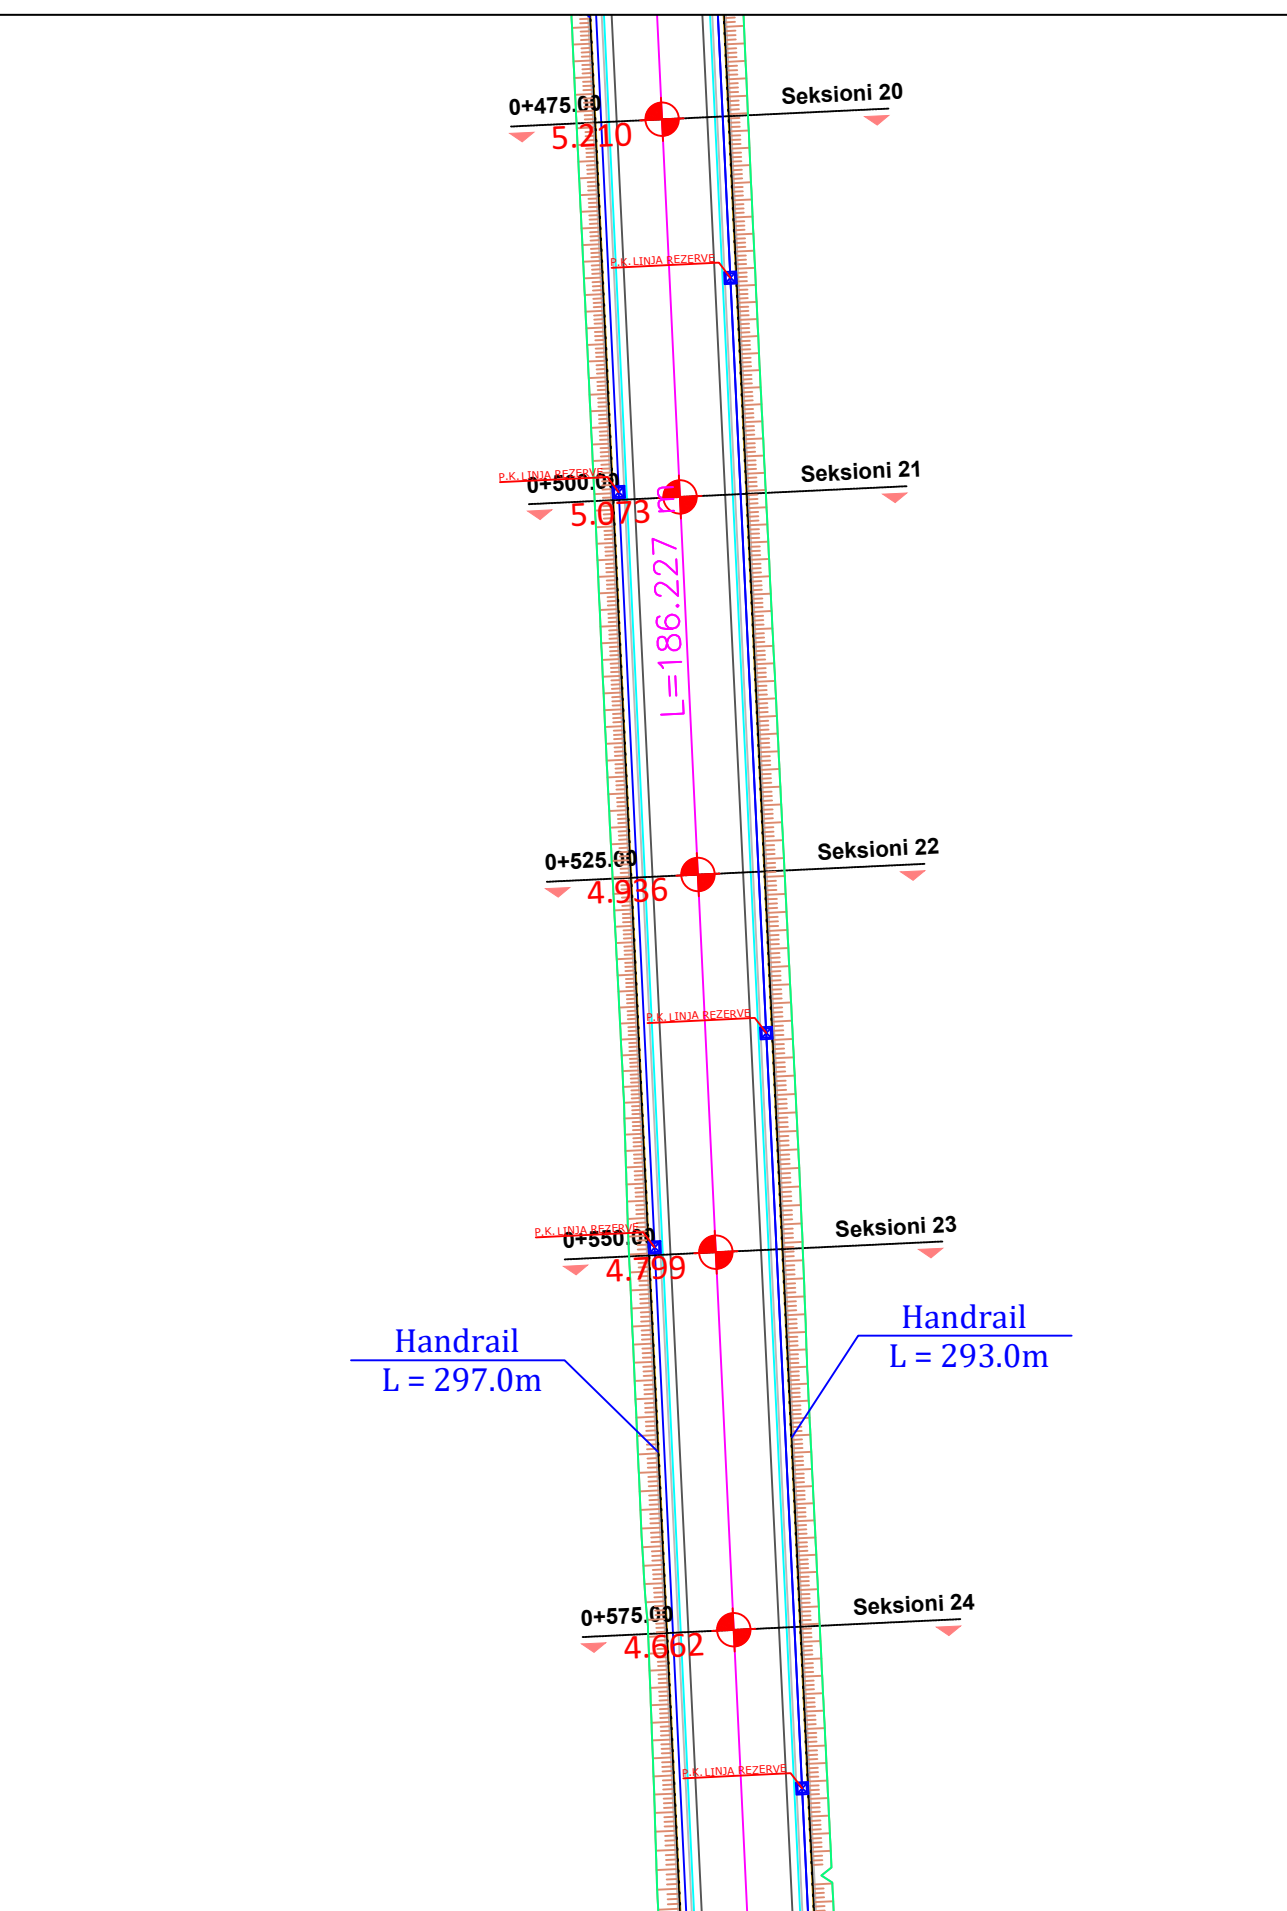 0+475.00
Seksioni 20
5.210
P.K. LINJA REZERVE
P.K. LINJA REZERVE
0+500.00
Seksioni 21
5.073
L=186.227 m
0+525.00
Seksioni 22
4.936
P.K. LINJA REZERVE
P.K. LINJA REZERVE
0+550.00
Seksioni 23
4.799
Handrail
L = 297.0m
Handrail
L = 293.0m
0+575.00
Seksioni 24
4.662
P.K. LINJA REZERVE